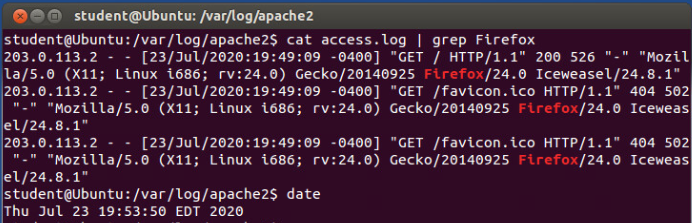 student@Ubuntu: /var/log/apache2
student@Ubuntu:/var/log/apache2$ cat access.log | grep Firefox
203.0.113.2 - - [23/Jul/2020:19:49:09 -0400] "GET / HTTP/1.1" 200 526 "-" "Mozil
la/5.0 (X11; Linux i686; rv:24.0) Gecko/20140925 Firefox/24.0 Iceweasel/24.8.1"
203.0.113.2 - - [23/Jul/2020:19:49:09 -0400] "GET /favicon.ico HTTP/1.1" 404 502
 "-" "Mozilla/5.0 (X11; Linux i686; rv:24.0) Gecko/20140925 Firefox/24.0 Iceweas
el/24.8.1"
203.0.113.2 - - [23/Jul/2020:19:49:09 -0400] "GET /favicon.ico HTTP/1.1" 404 502
 "-" "Mozilla/5.0 (X11; Linux i686; rv:24.0) Gecko/20140925 Firefox/24.0 Iceweas
el/24.8.1"
student@Ubuntu:/var/log/apache2$ date
Thu Jul 23 19:53:50 EDT 2020